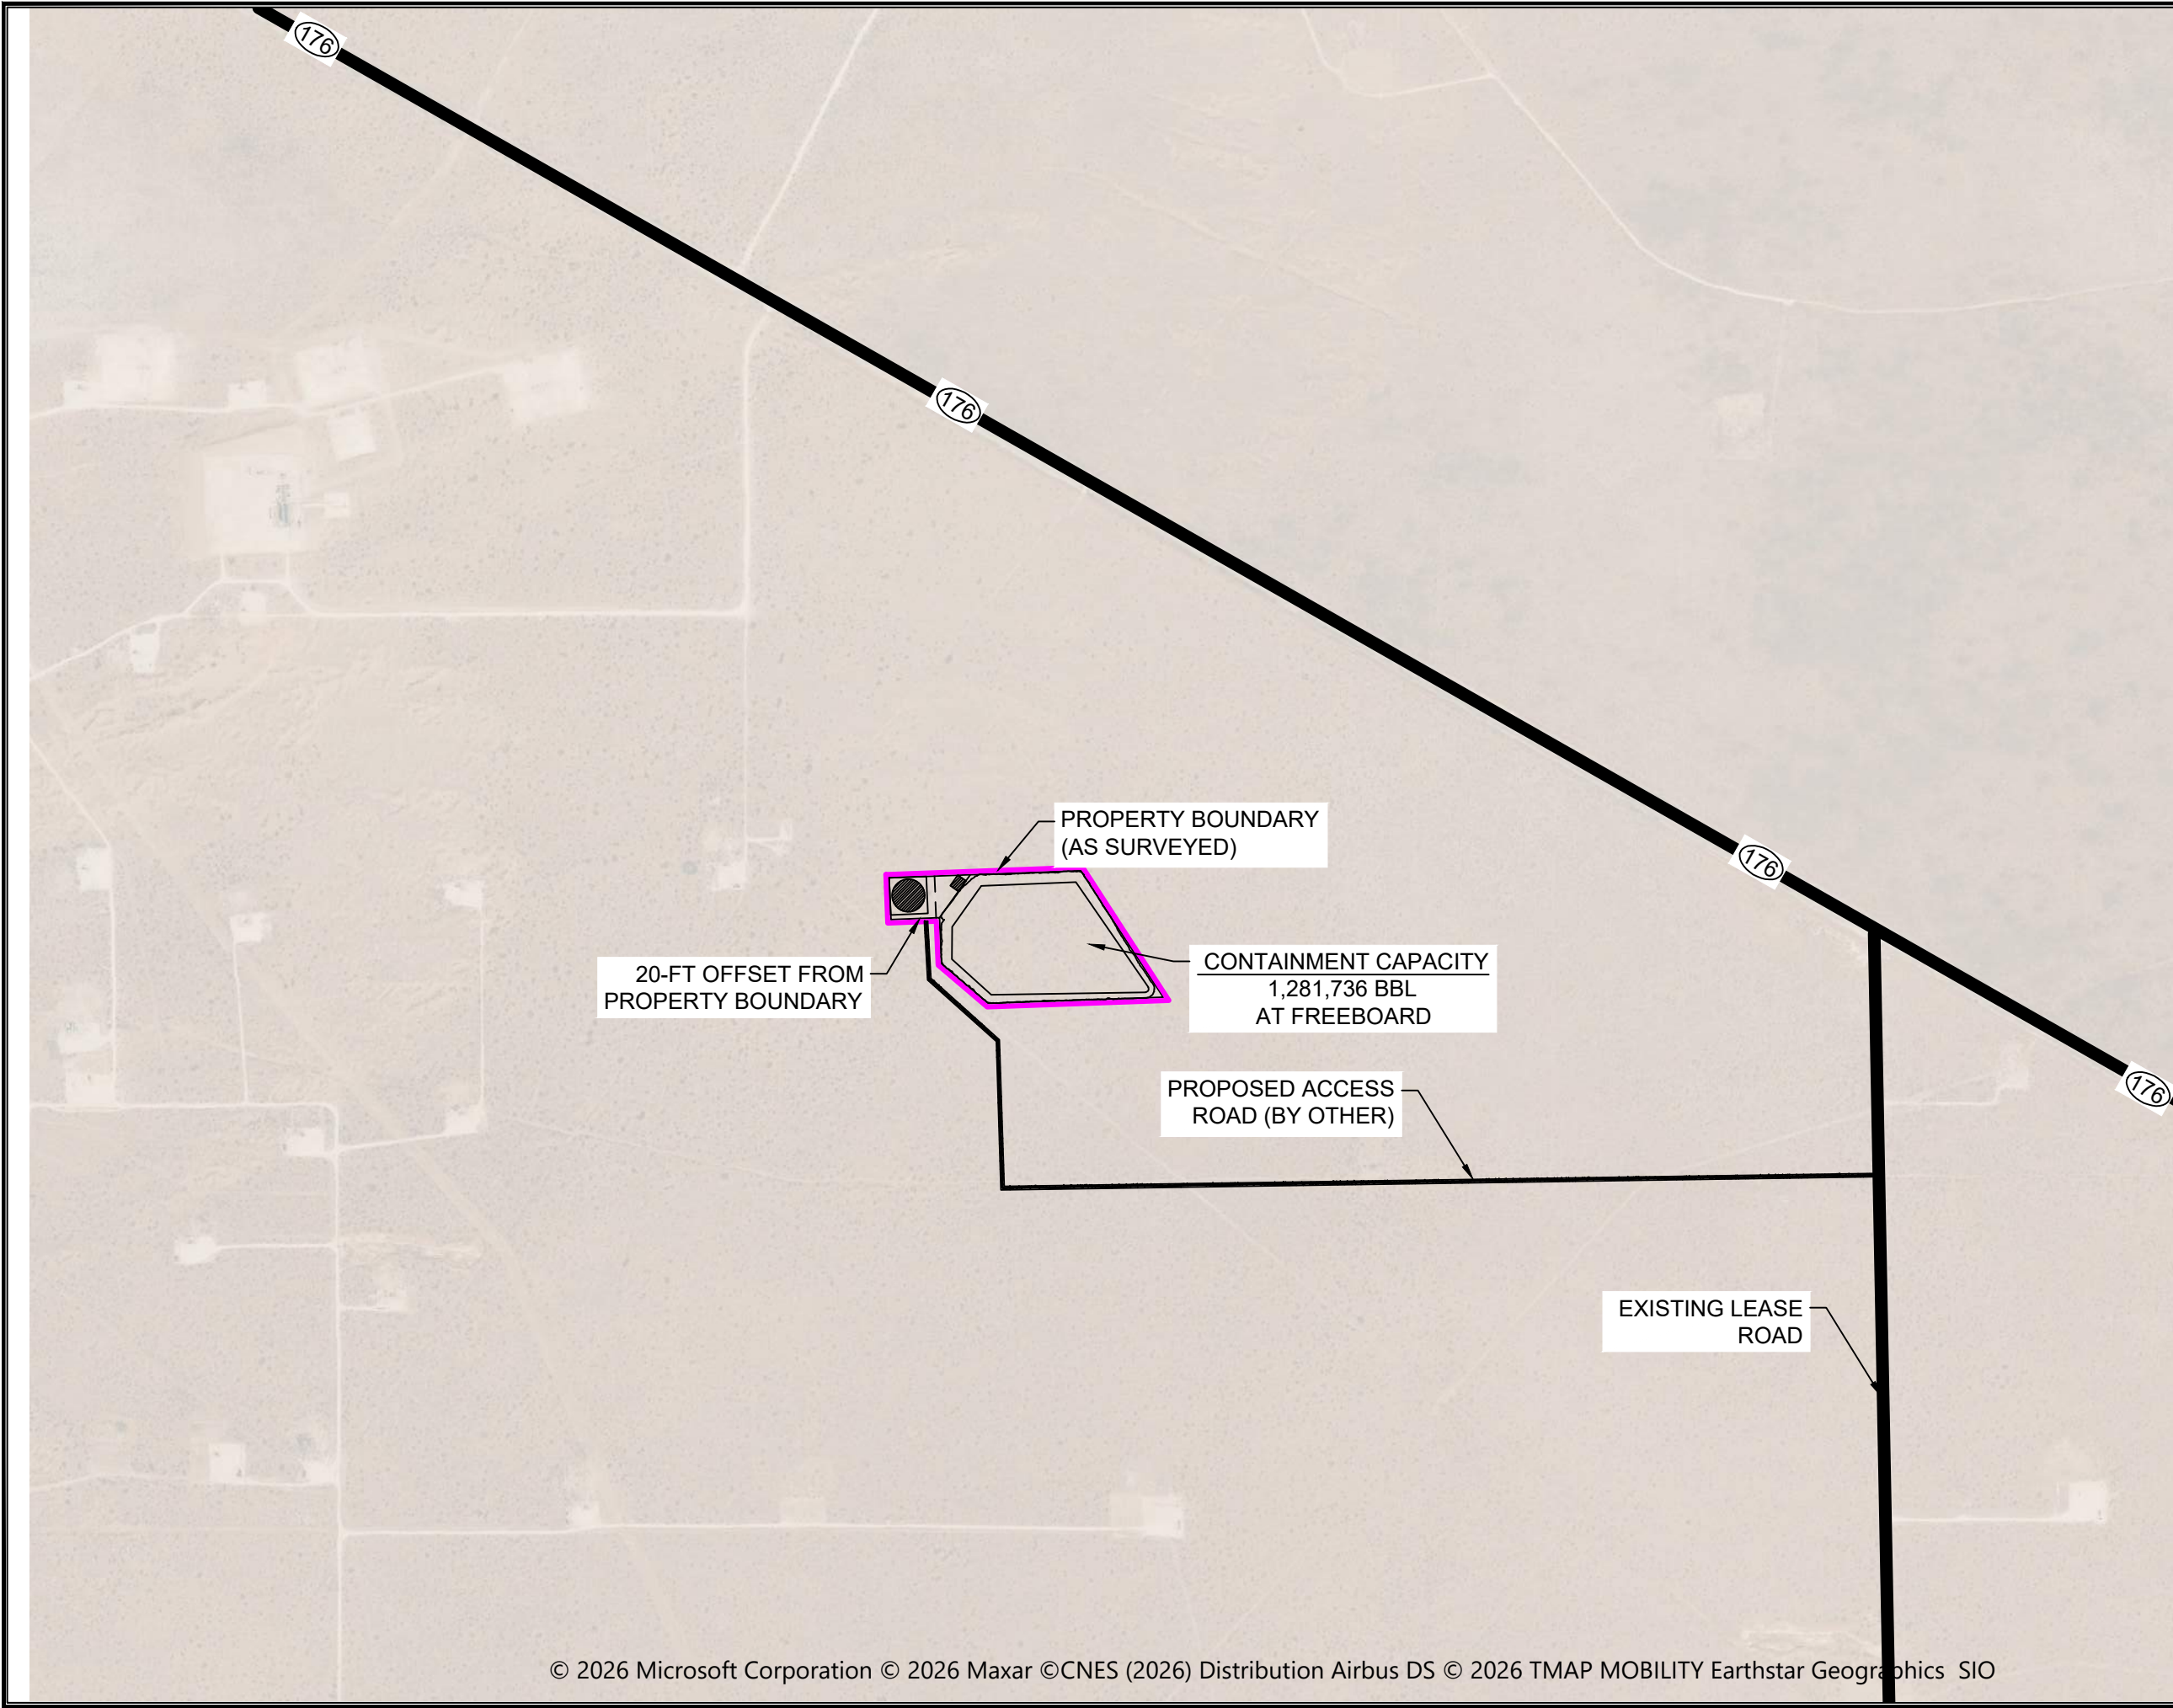 176
176
PROPERTY BOUNDARY
(AS SURVEYED)
176
20-FT OFFSET FROM
PROPERTY BOUNDARY
CONTAINMENT CAPACITY
1,281,736 BBL
AT FREEBOARD
PROPOSED ACCESS
ROAD (BY OTHER)
176
EXISTING LEASE
ROAD
© 2026 Microsoft Corporation © 2026 Maxar ©CNES (2026) Distribution Airbus DS © 2026 TMAP MOBILITY Earthstar Geographics SIO